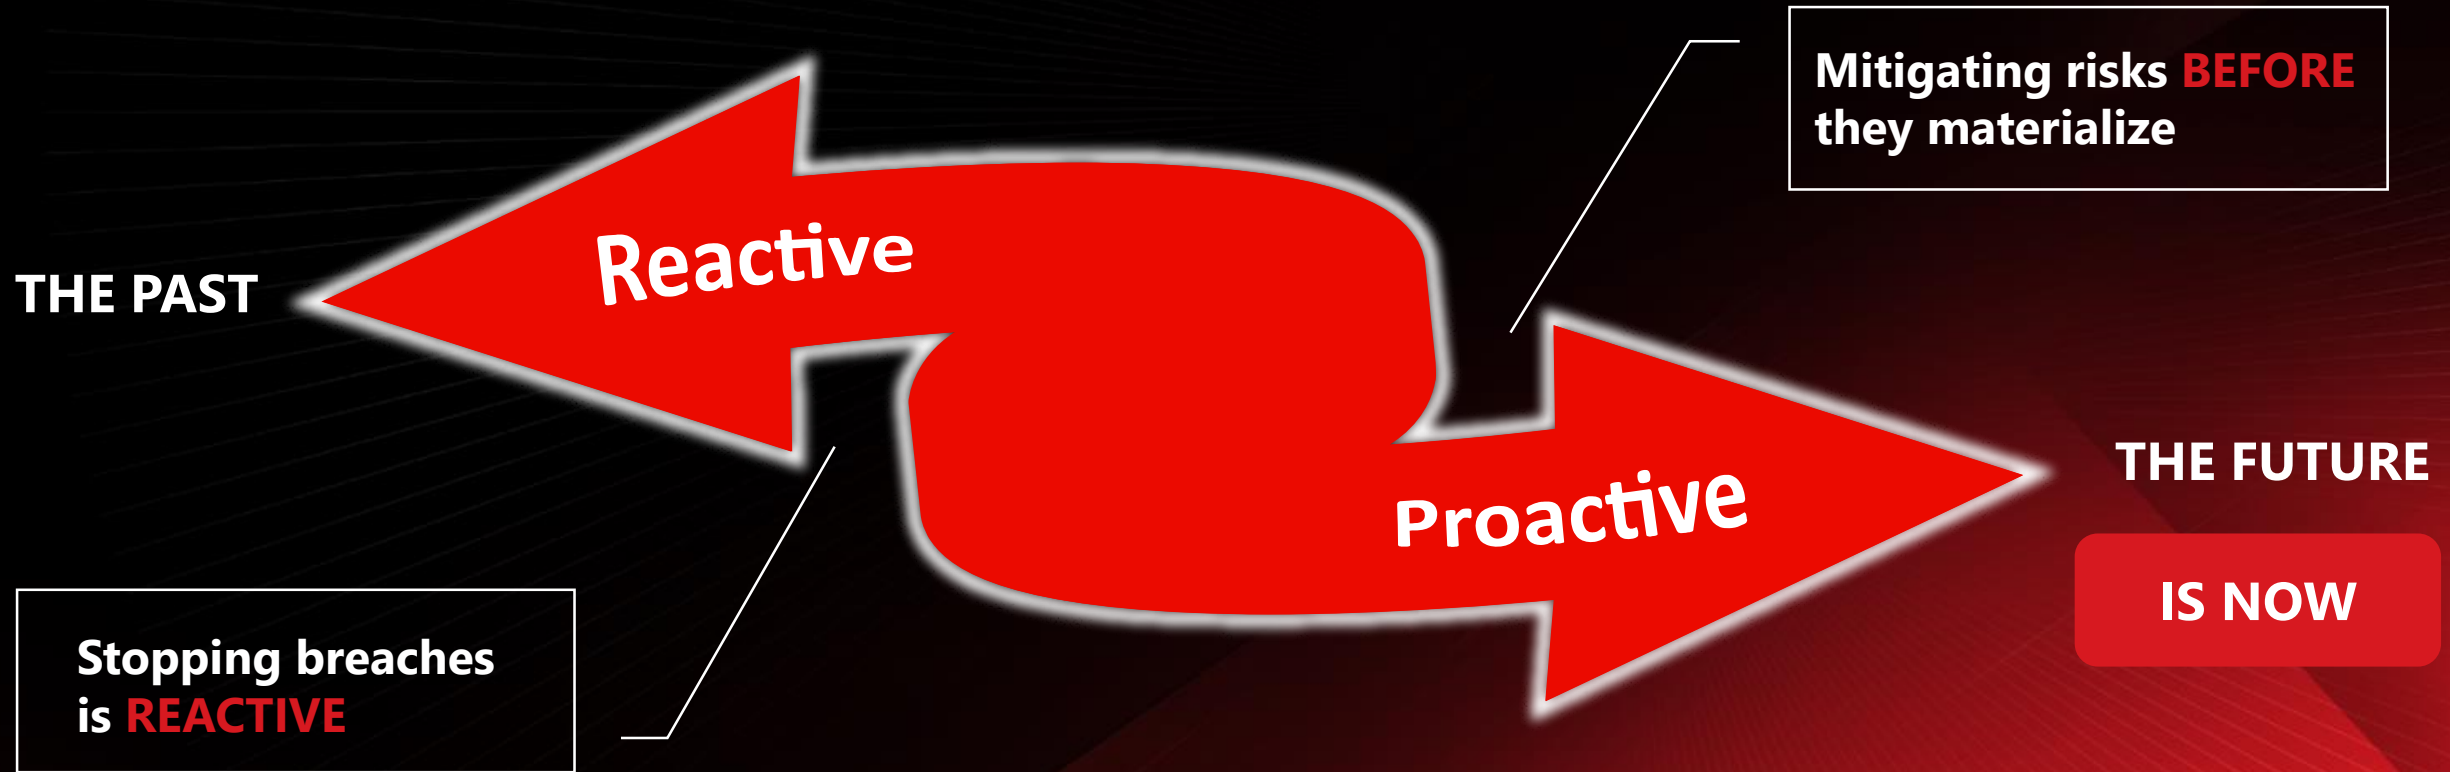 Mitigating risks BEFORE
they materialize
Reactive
THE PAST
Proactive
THE FUTURE
IS NOW
Stopping breaches
is REACTIVE